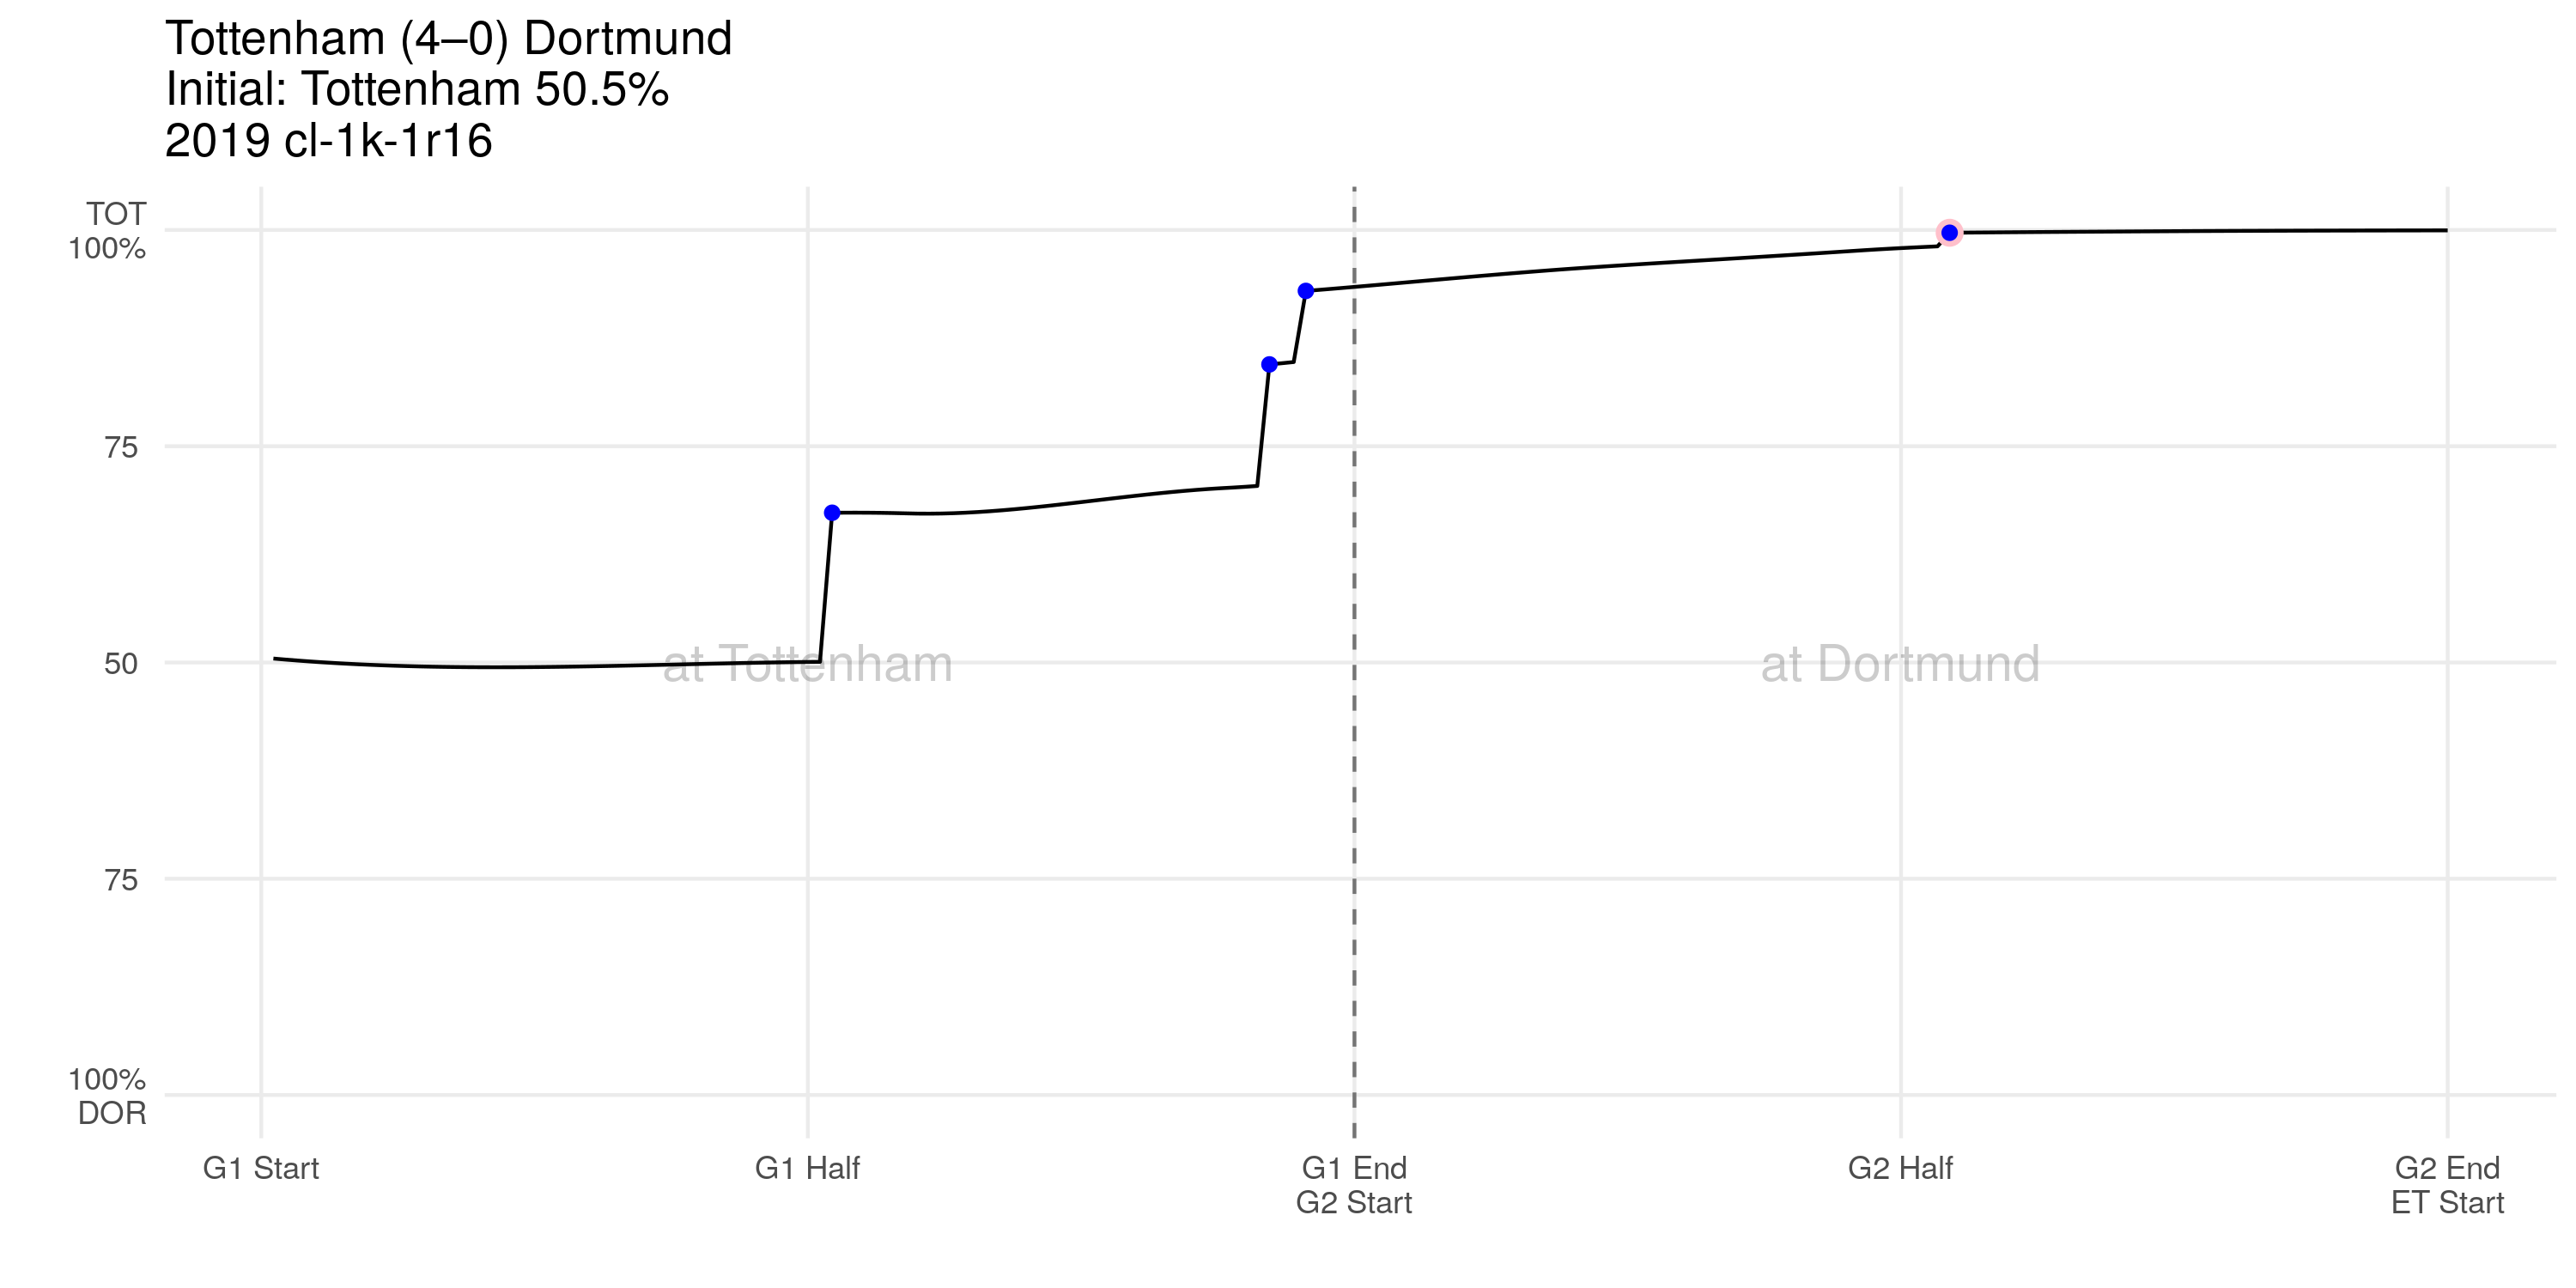 Tottenham (4–0) Dortmund
Initial: Tottenham 50.5%
2019 cl-1k-1r16
TOT
100%
75
50
75
100%
DOR
at Tottenham
at Dortmund
G1 Start
G1 Half
G1 End
G2 Start
G2 Half
G2 End
ET Start